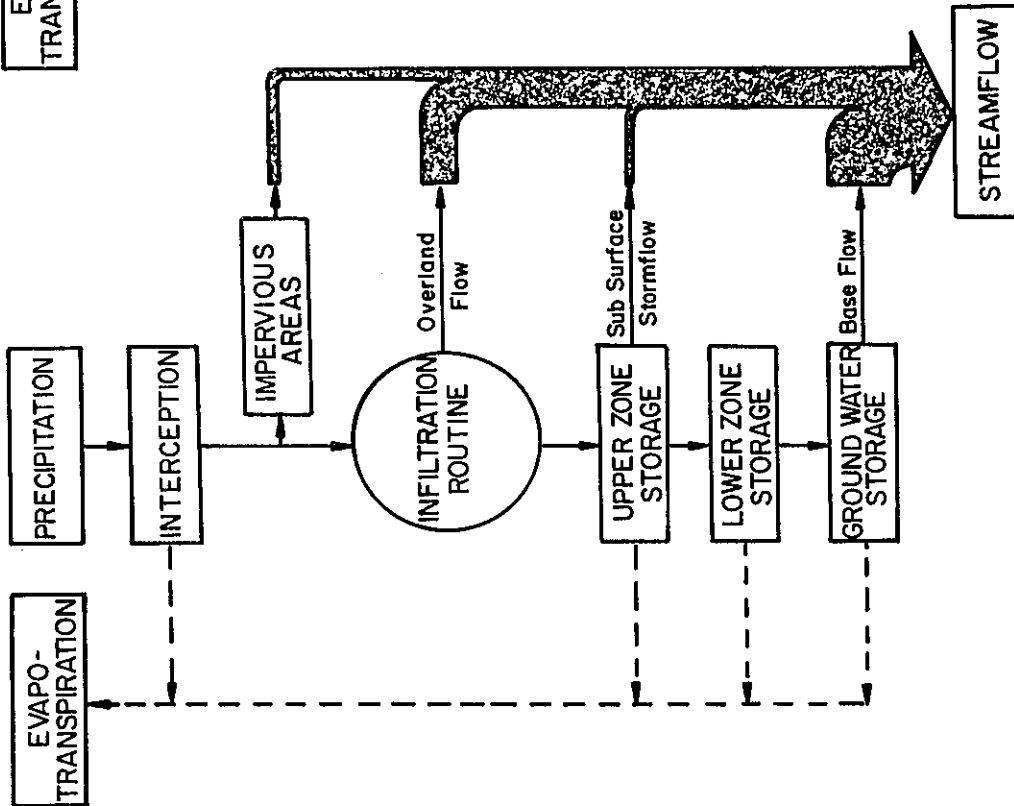 E
TRAN
EVAPO-
TRANSPIRATION
PRECIPITATION
INTERCEPTION
IMPERVIOUS
AREAS
INFILTRATION
ROUTINE
Overland
Flow
UPPER ZONE
STORAGE
Sub Surface
Stormflow
LOWER ZONE
STORAGE
GROUND WATER
STORAGE
Base Flow
STREAMFLOW